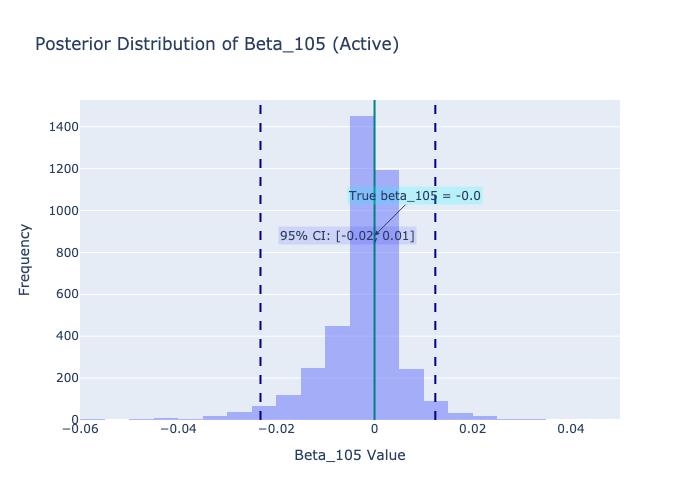 Posterior Distribution of Beta_105 (Active)
1400
1200
1000
800
600
400
200
0
True beta_105 = -0.0
95% CI: [-0.02, 0.01]
−0.06
−0.04
−0.02
0
0.02
0.04
Beta_105 Value
Frequency